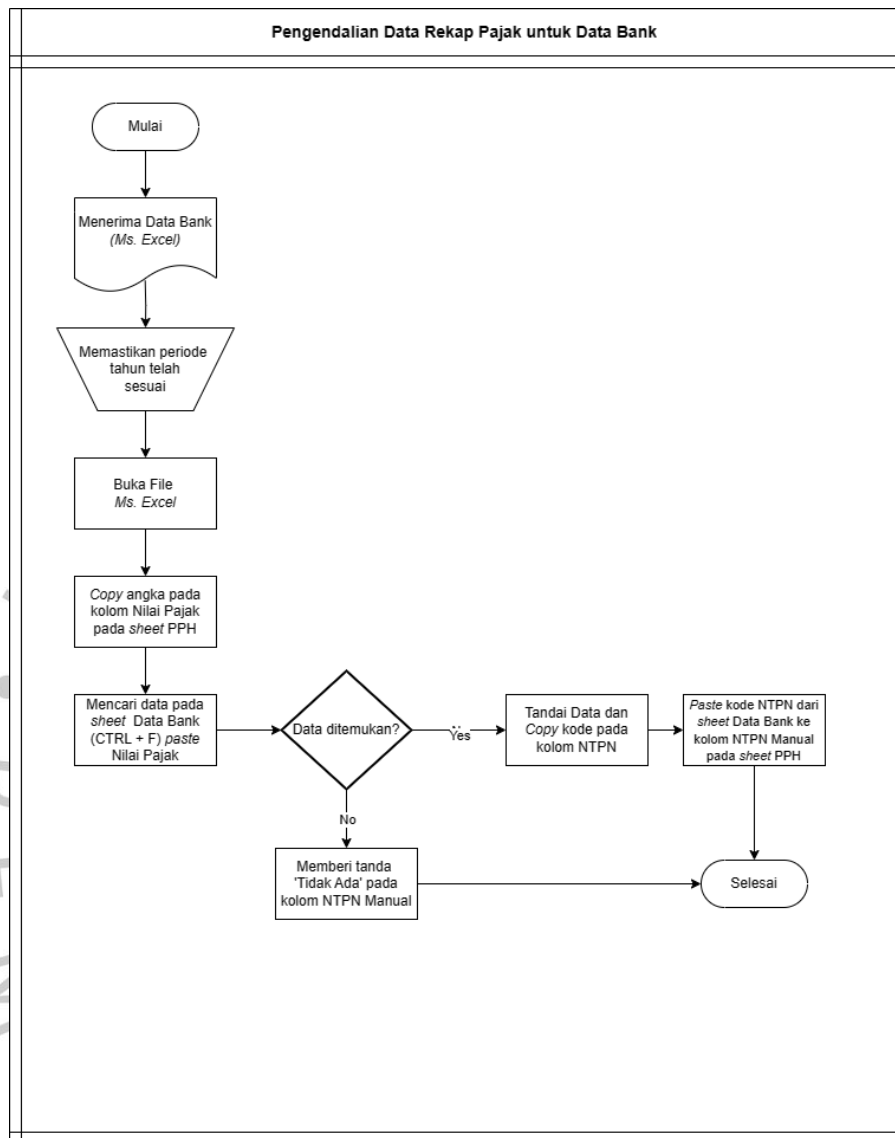 Pengendalian Data Rekap Pajak untuk Data Bank
Mulai
Menerima Data Bank
(Ms. Excel)
Memastikan periode
tahun telah
sesuai
Buka File
Ms. Excel
Copy angka pada
kolom Nilai Pajak
pada sheet PPH
Mencari data pada
sheet Data Bank
(CTRL + F) paste
Nilai Pajak
Data ditemukan?
Yes
Tandai Data dan
Copy kode pada
kolom NTPN
Paste kode NTPN dari
sheet Data Bank ke
kolom NTPN Manual
pada sheet PPH
No
Memberi tanda
'Tidak Ada' pada
kolom NTPN Manual
Selesai